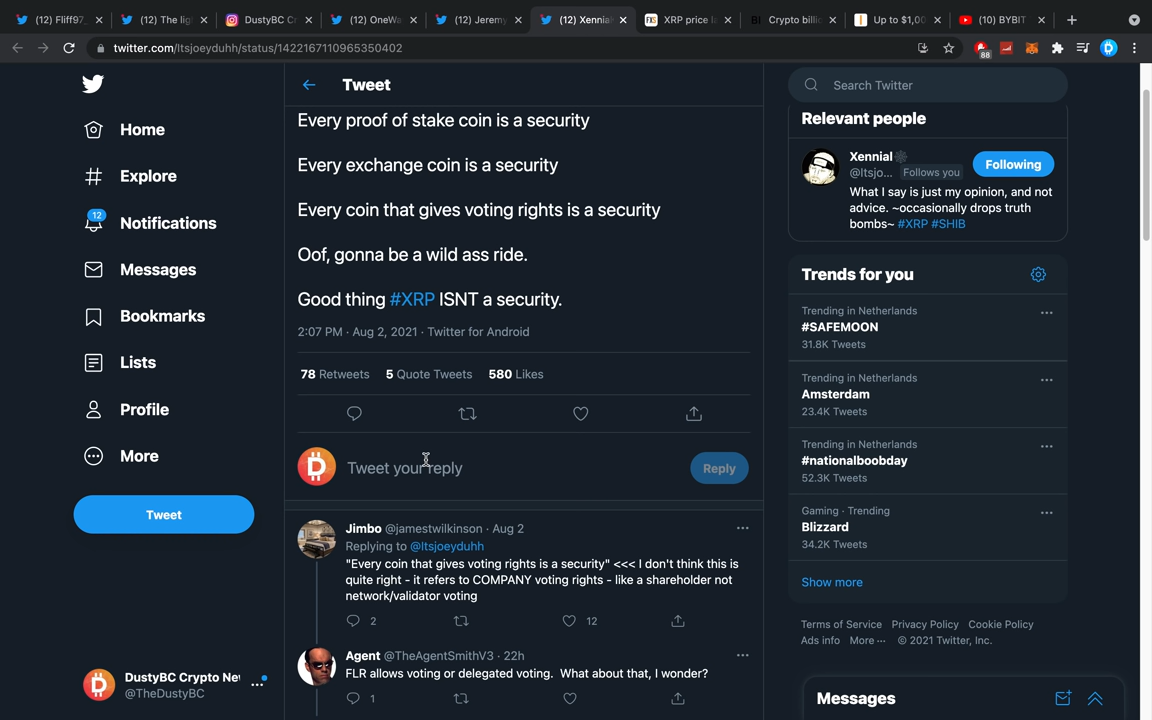 (12) Fliff97_
(12) The lig
DustyBC Cr
(12) OneWa
(12) Jeremy
(12) Xennial
XRP price
Crypto billi
Up to $1,00
(10) BYBIT
twitter.com/Itsjoeyduhh/status/1422167110965350402
88
Home
Explore
12
Notifications
Messages
Bookmarks
Lists
Profile
More
Tweet
DustyBC Crypto
@TheDustyBC
Tweet
Every proof of stake coin is a security
Every exchange coin is a security
Every coin that gives voting rights is a security
Oof, gonna be a wild ass ride.
Good thing #XRP ISNT a security.
2:07 PM · Aug 2, 2021 · Twitter for Android
78 Retweets 5 Quote Tweets 580 Likes
Tweet your reply
Reply
Jimbo @jamestwilkinson · Aug 2
Replying to @Itsjoeyduhh
"Every coin that gives voting rights is a security" <<< I don't think this is
quite right - it refers to COMPANY voting rights - like a shareholder not
network/validator voting
2 12
Agent @TheAgentSmithV3 · 22h
FLR allows voting or delegated voting. What about that, I wonder?
1
Search Twitter
Relevant people
Xennial
@Itsjo... Follows you
Following
What I say is just my opinion, and not
advice. ~occasionally drops truth
bombs~ #XRP #SHIB
Trends for you
Trending in Netherlands
#SAFEMOON
31.8K Tweets
Trending in Netherlands
Amsterdam
23.4K Tweets
Trending in Netherlands
#nationalboobday
52.3K Tweets
Gaming · Trending
Blizzard
34.2K Tweets
Show more
Terms of Service Privacy Policy Cookie Policy
Ads info More ··· © 2021 Twitter, Inc.
Messages